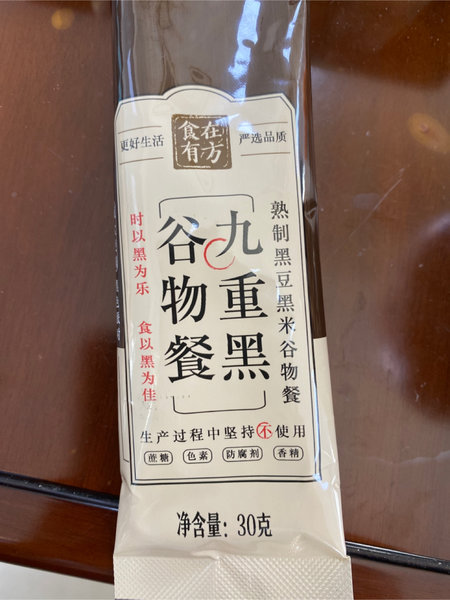 更好生活
食在有方
严选品质
九重黑
谷物餐
熟制黑豆黑米谷物餐
时以黑为乐 食以黑为佳
生产过程中坚持不使用
蔗糖 色素 防腐剂 香精
净含量: 30克